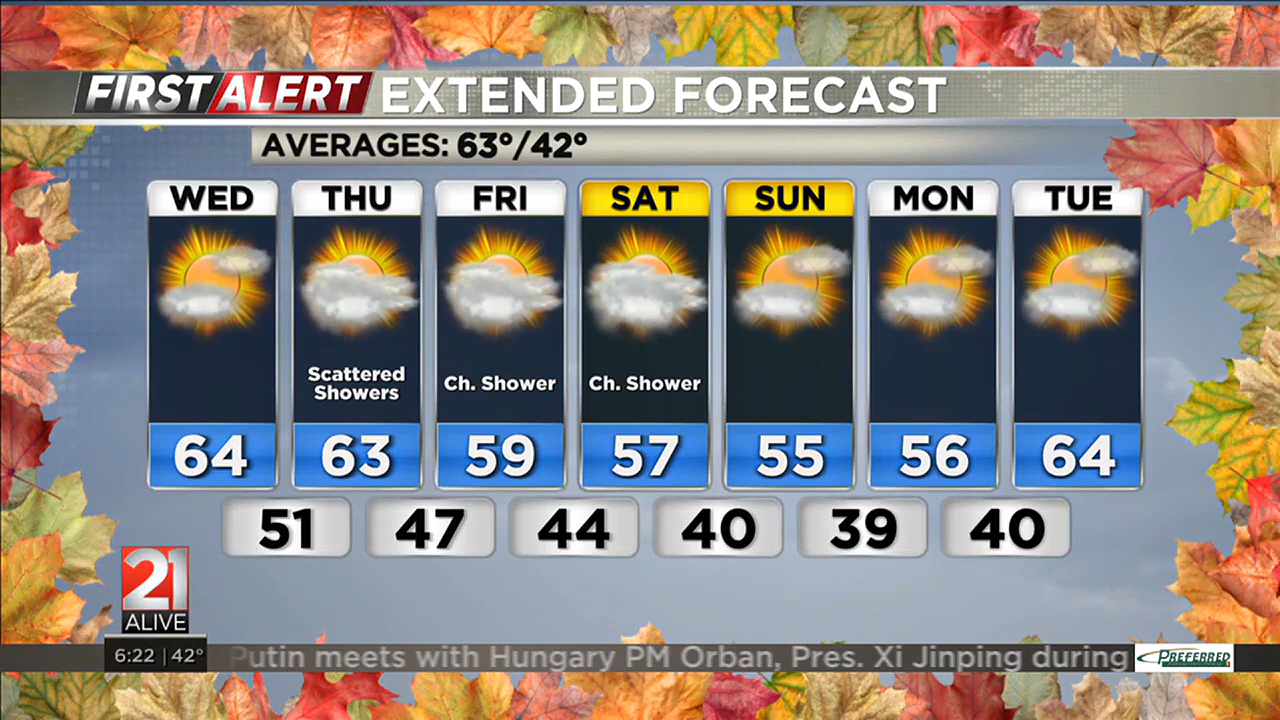 FIRST ALERT EXTENDED FORECAST
AVERAGES: 63°/42°
WED THU FRI SAT SUN MON TUE
Scattered
Showers
Ch. Shower
Ch. Shower
64 63 59 57 55 56 64
51 47 44 40 39 40
21
ALIVE
6:22 | 42° Putin meets with Hungary PM Orban, Pres. Xi Jinping during
PREFERRED